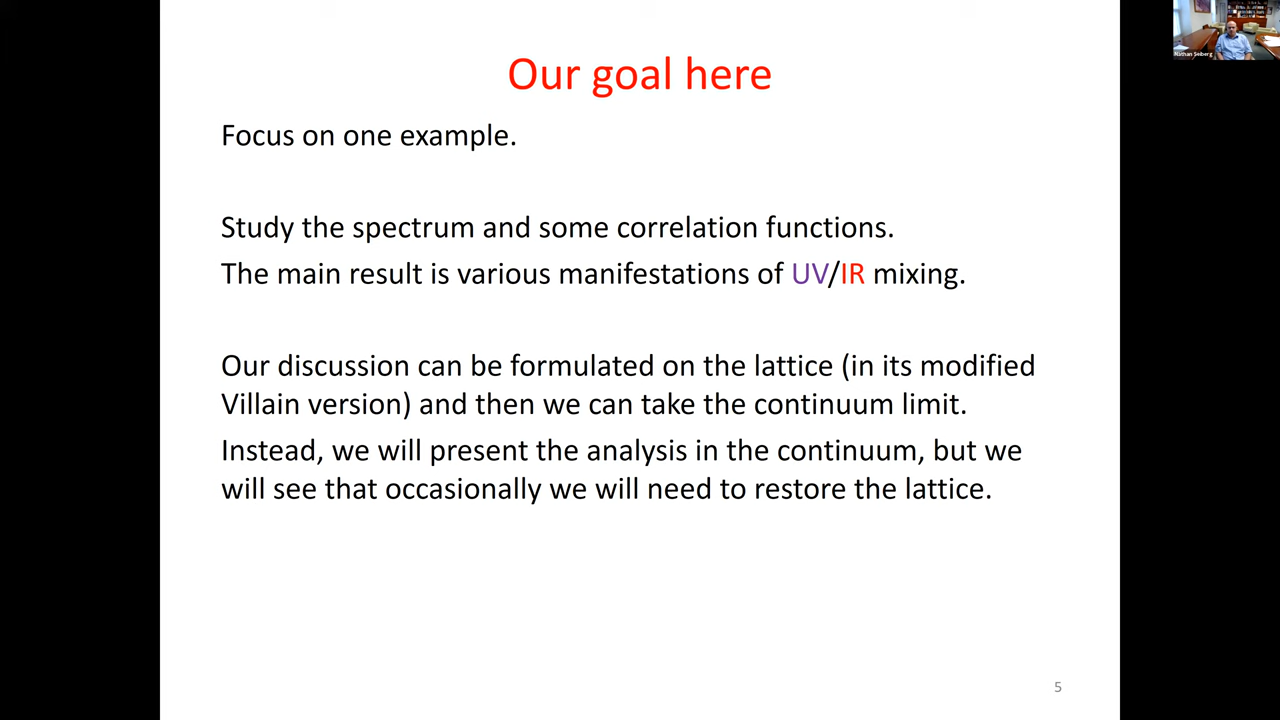 Our goal here
Focus on one example.
Study the spectrum and some correlation functions.
The main result is various manifestations of UV/IR mixing.
Our discussion can be formulated on the lattice (in its modified
Villain version) and then we can take the continuum limit.
Instead, we will present the analysis in the continuum, but we
will see that occasionally we will need to restore the lattice.
5
Nathan Seiberg